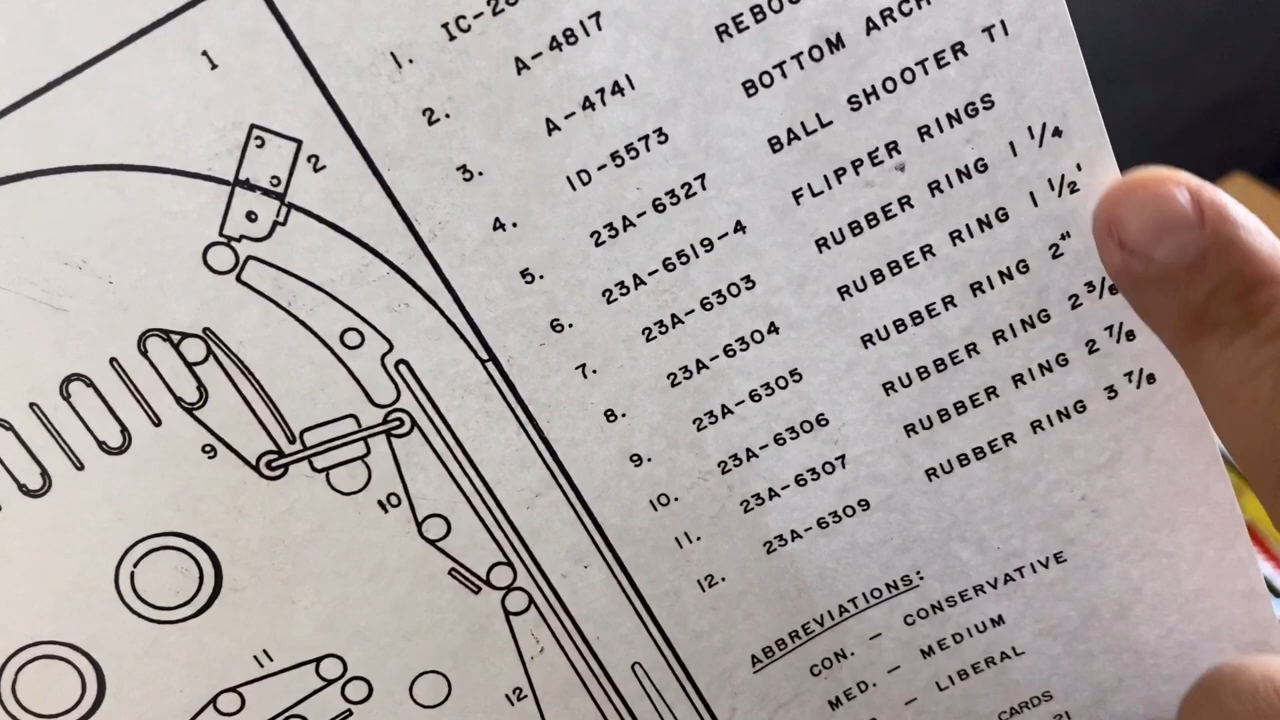 1. IC-2
2. A-4817
3. A-4741 REBOU
4. ID-5573 BOTTOM ARCH
5. 23A-6327 BALL SHOOTER TI
6. 23A-6519-4 FLIPPER RINGS
7. 23A-6303 RUBBER RING 1 1/4
8. 23A-6304 RUBBER RING 1 1/2"
9. 23A-6305 RUBBER RING 2"
10. 23A-6306 RUBBER RING 2 3/8
11. 23A-6307 RUBBER RING 2 7/8
12. 23A-6309 RUBBER RING 3 7/8
ABBREVIATIONS:
CON. – CONSERVATIVE
MED. – MEDIUM
– LIBERAL
CARDS
1
2
9
10
11
12